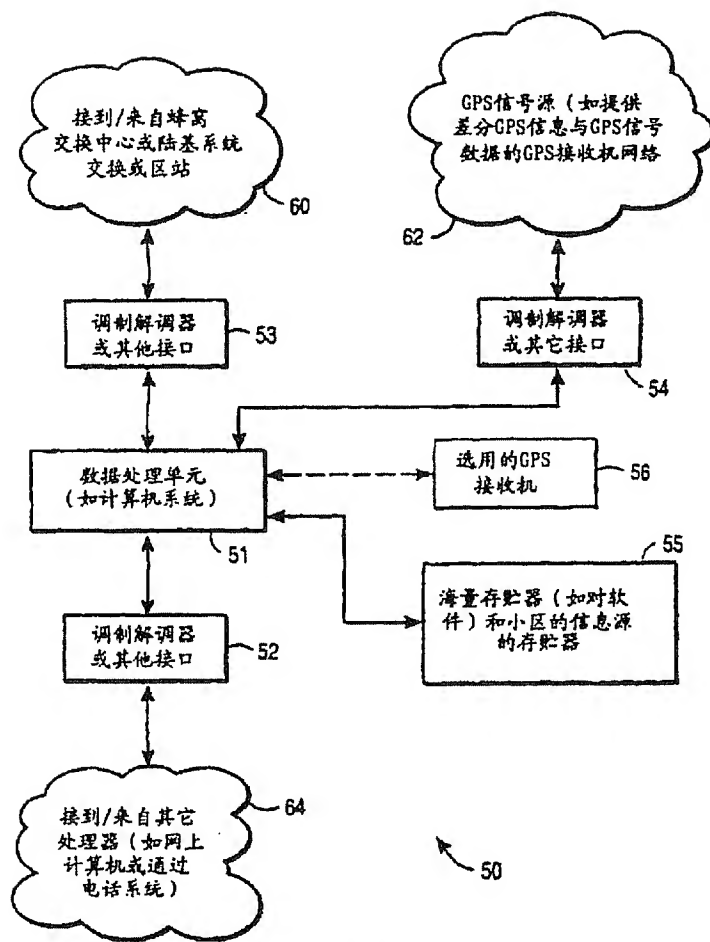 接到/来自蜂窝
交换中心或陆基系统
交换或区站
60
GPS信号源（如提供
差分GPS信息与GPS信号
数据的GPS接收机网络
62
调制解调器
或其他接口
53
调制解调器
或其它接口
54
数据处理单元
（如计算机系统）
51
选用的GPS
接收机
56
55
海量存贮器（如对软
件）和小区的信息源
的存贮器
调制解调器
或其他接口
52
接到/来自其它
处理器（如网上
计算机或通过
电话系统）
64
50